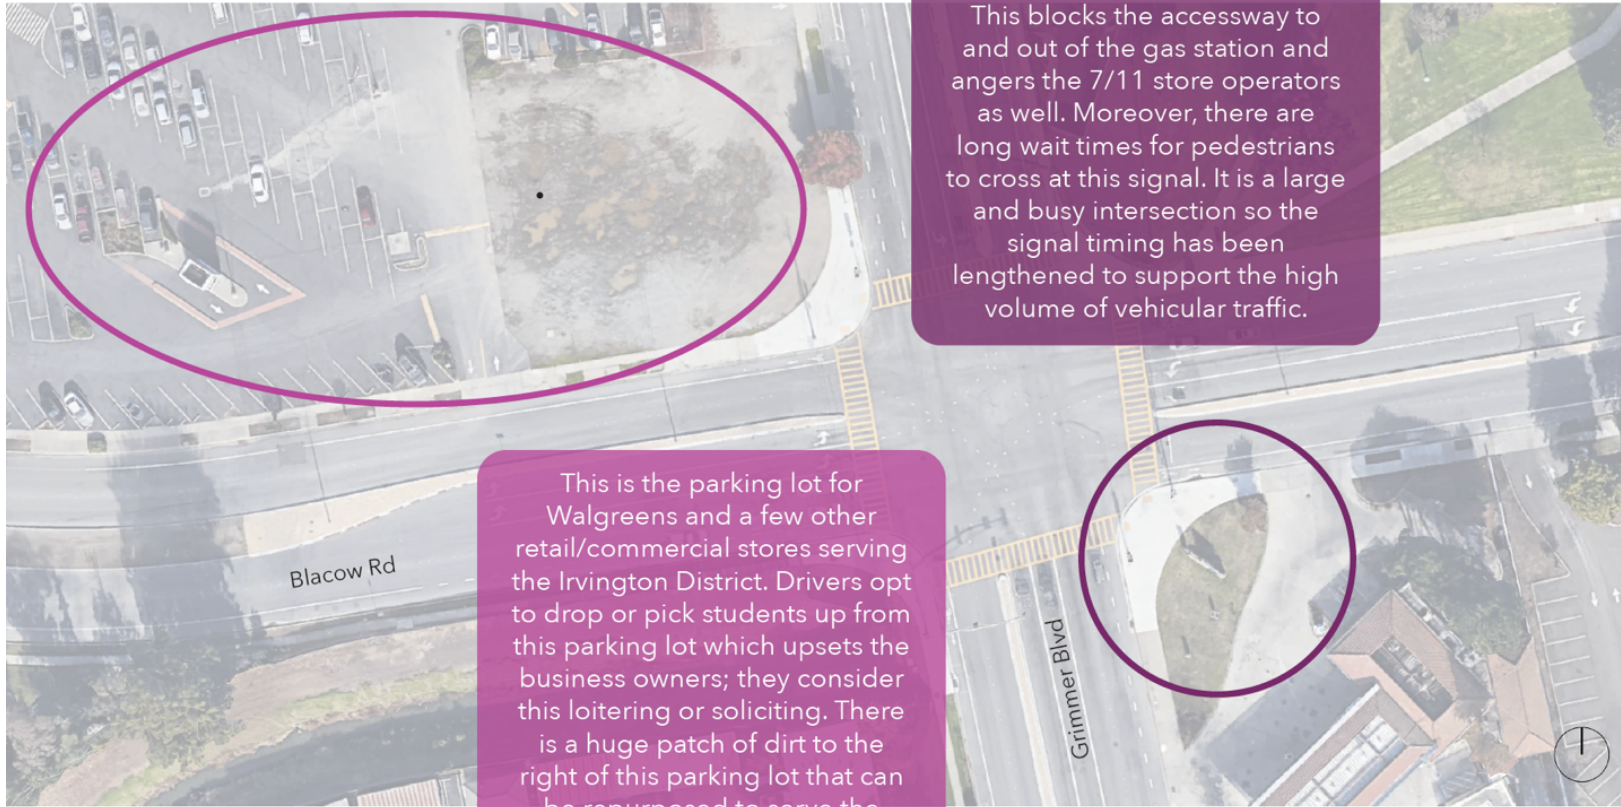 This blocks the accessway to
and out of the gas station and
angers the 7/11 store operators
as well. Moreover, there are
long wait times for pedestrians
to cross at this signal. It is a large
and busy intersection so the
signal timing has been
lengthened to support the high
volume of vehicular traffic.
This is the parking lot for
Walgreens and a few other
retail/commercial stores serving
the Irvington District. Drivers opt
to drop or pick students up from
this parking lot which upsets the
business owners; they consider
this loitering or soliciting. There
is a huge patch of dirt to the
right of this parking lot that can
be repurposed to serve the
Blacow Rd
Grimmer Blvd